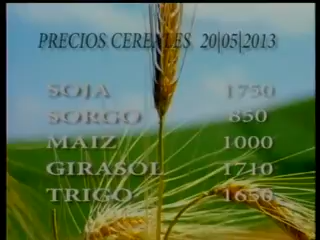 PRECIOS CEREALES 20|05|2013
SOJA 1750
SORGO 850
MAIZ 1000
GIRASOL 1710
TRIGO 1650